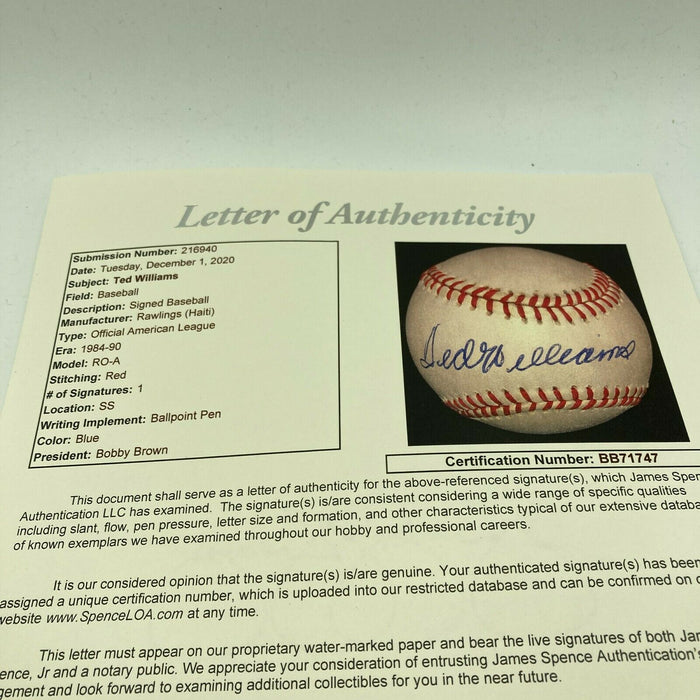 Letter of Authenticity
Submission Number: 216940
Date: Tuesday, December 1, 2020
Subject: Ted Williams
Field: Baseball
Description: Signed Baseball
Manufacturer: Rawlings (Haiti)
Type: Official American League
Era: 1984-90
Model: RO-A
Stitching: Red
# of Signatures: 1
Location: SS
Writing Implement: Ballpoint Pen
Color: Blue
President: Bobby Brown
Ted Williams
Certification Number: BB71747
This document shall serve as a letter of authenticity for the above-referenced signature(s), which James Spen
Authentication LLC has examined. The signature(s) is/are consistent considering a wide range of specific qualities
including slant, flow, pen pressure, letter size and formation, and other characteristics typical of our extensive databa
of known exemplars we have examined throughout our hobby and professional careers.
It is our considered opinion that the signature(s) is/are genuine. Your authenticated signature(s) has been
assigned a unique certification number, which is uploaded into our restricted database and can be confirmed on o
website www.SpenceLOA.com at any time.
This letter must appear on our proprietary water-marked paper and bear the live signatures of both Jam
ence, Jr and a notary public. We appreciate your consideration of entrusting James Spence Authentication's
gement and look forward to examining additional collectibles for you in the near future.